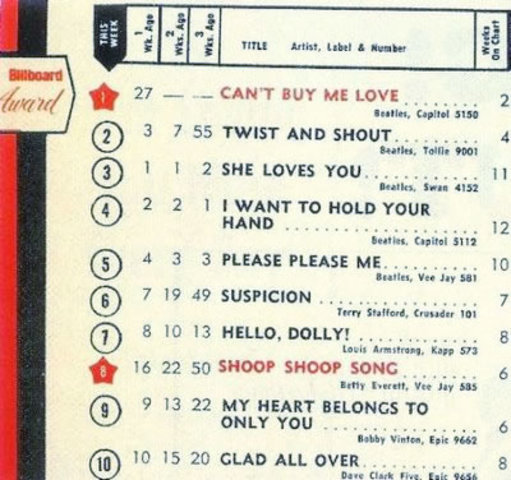 THIS WEEK 1 Wk. Ago 2 Wks. Ago 3 Wks. Ago TITLE Artist, Label & Number Weeks On Chart
Billboard
Award
1 27 — — CAN'T BUY ME LOVE ........ 2
Beatles, Capitol 5150
2 3 7 55 TWIST AND SHOUT ........ 4
Beatles, Tollie 9001
3 1 1 2 SHE LOVES YOU ........ 11
Beatles, Swan 4152
4 2 2 1 I WANT TO HOLD YOUR
HAND ........ 12
Beatles, Capitol 5112
5 4 3 3 PLEASE PLEASE ME ........ 10
Beatles, Vee Jay 581
6 7 19 49 SUSPICION ........ 7
Terry Stafford, Crusader 101
7 8 10 13 HELLO, DOLLY! ........ 8
Louis Armstrong, Kapp 573
8 16 22 50 SHOOP SHOOP SONG ........ 6
Betty Everett, Vee Jay 585
9 9 13 22 MY HEART BELONGS TO
ONLY YOU ........ 6
Bobby Vinton, Epic 9662
10 10 15 20 GLAD ALL OVER ........ 8
Dave Clark Five, Epic 9656